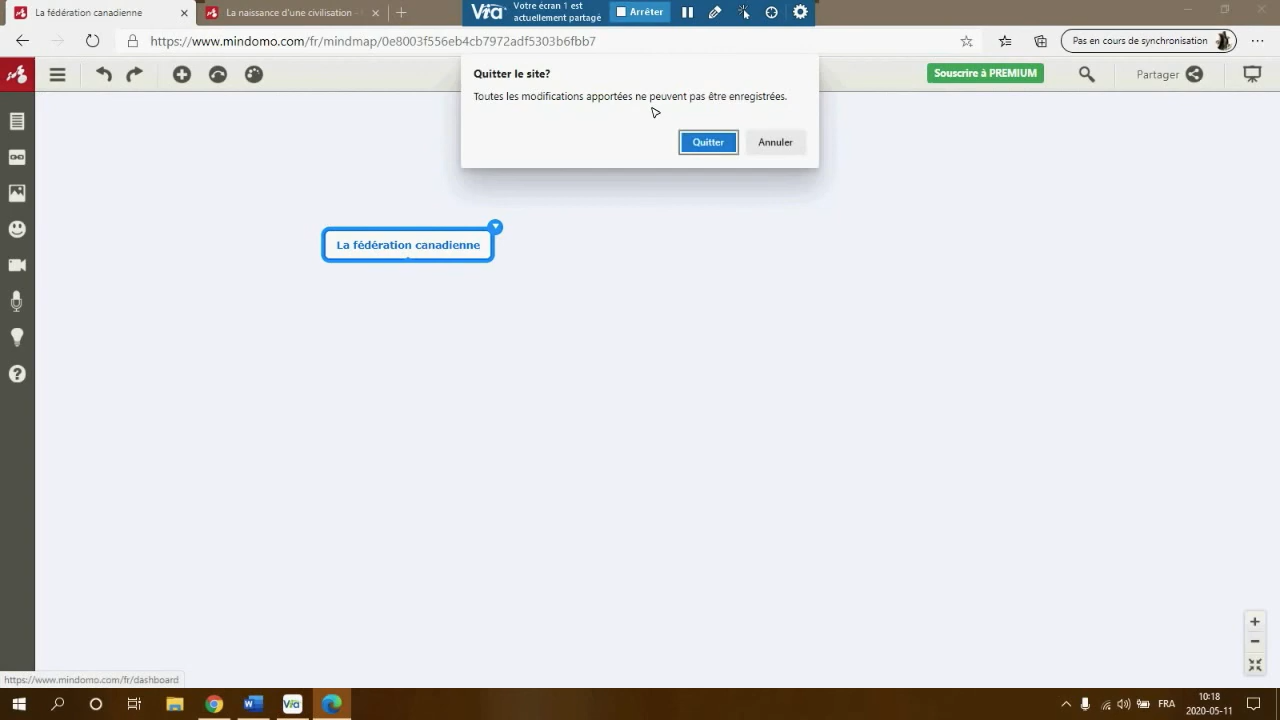 La fédération canadienne
La naissance d'une civilisation
Via
Votre écran 1 est
actuellement partagé
Arrêter
https://www.mindomo.com/fr/mindmap/0e8003f556eb4cb7972adf5303b6fbb7
Pas en cours de synchronisation
Souscrire à PREMIUM
Partager
Quitter le site?
Toutes les modifications apportées ne peuvent pas être enregistrées.
Quitter
Annuler
La fédération canadienne
https://www.mindomo.com/fr/dashboard
Via
FRA
10:18
2020-05-11